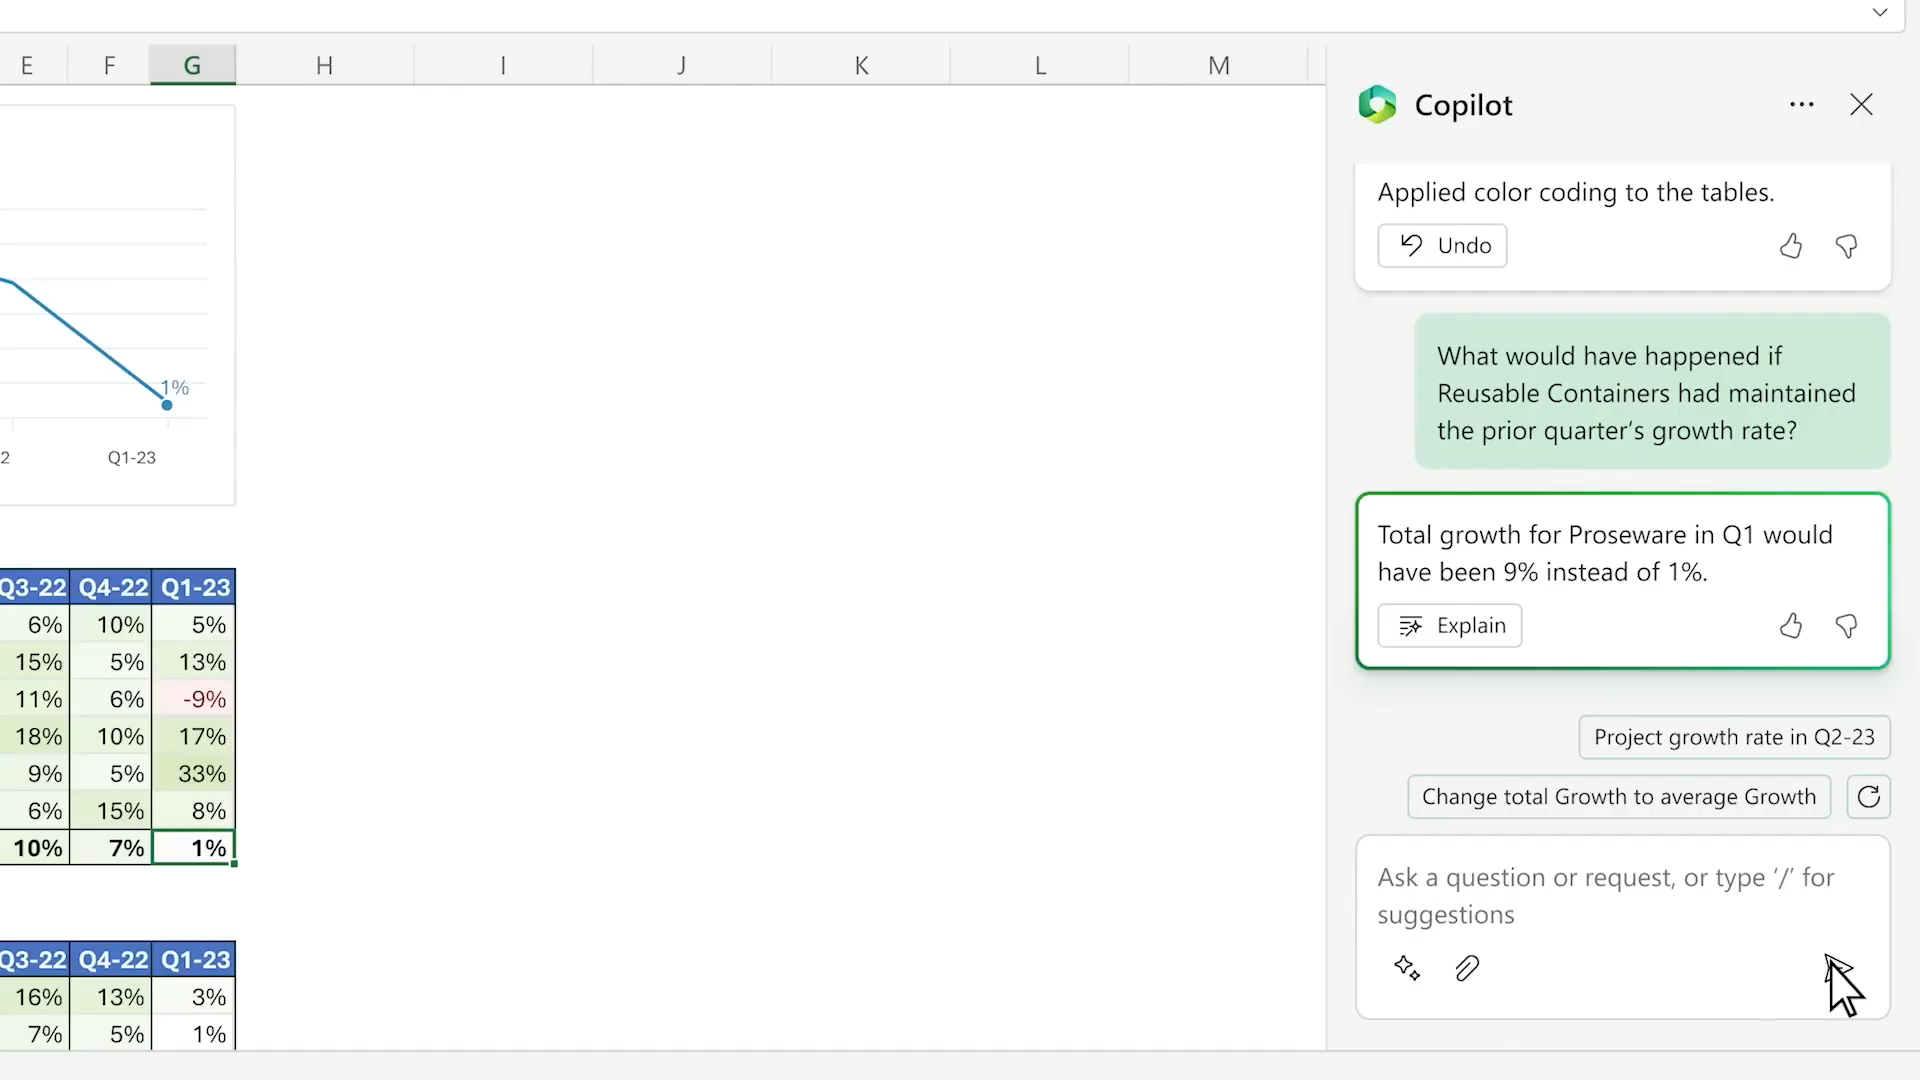 E F G H I J K L M
1%
2 Q1-23
Q3-22 Q4-22 Q1-23
6% 10% 5%
15% 5% 13%
11% 6% -9%
18% 10% 17%
9% 5% 33%
6% 15% 8%
10% 7% 1%
Q3-22 Q4-22 Q1-23
16% 13% 3%
7% 5% 1%
Copilot
Applied color coding to the tables.
Undo
What would have happened if
Reusable Containers had maintained
the prior quarter's growth rate?
Total growth for Proseware in Q1 would
have been 9% instead of 1%.
Explain
Project growth rate in Q2-23
Change total Growth to average Growth
Ask a question or request, or type '/' for
suggestions